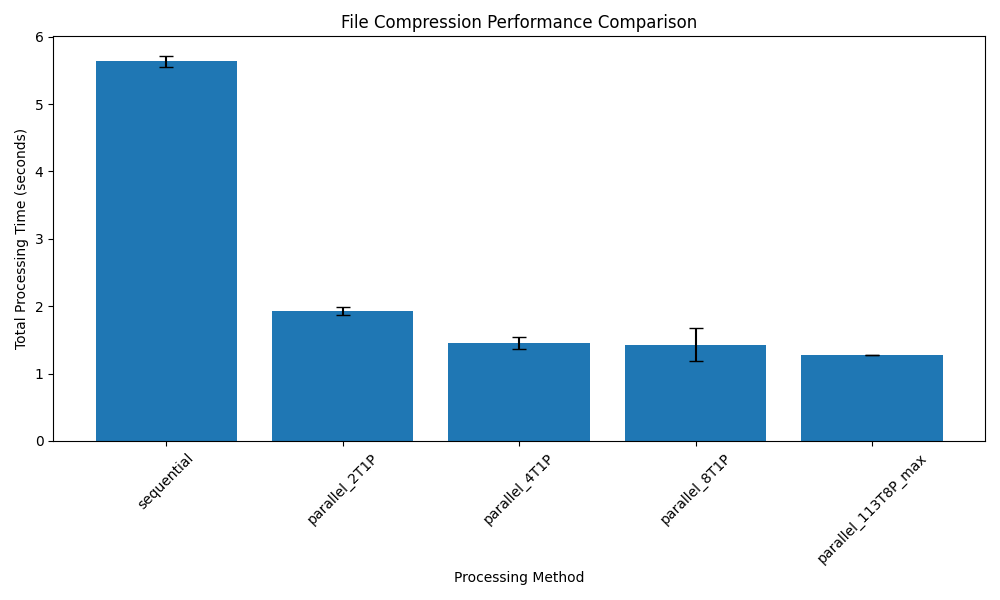 File Compression Performance Comparison
Total Processing Time (seconds)
6
5
4
3
2
1
0
sequential
parallel_2T1P
parallel_4T1P
parallel_8T1P
parallel_113T8P_max
Processing Method